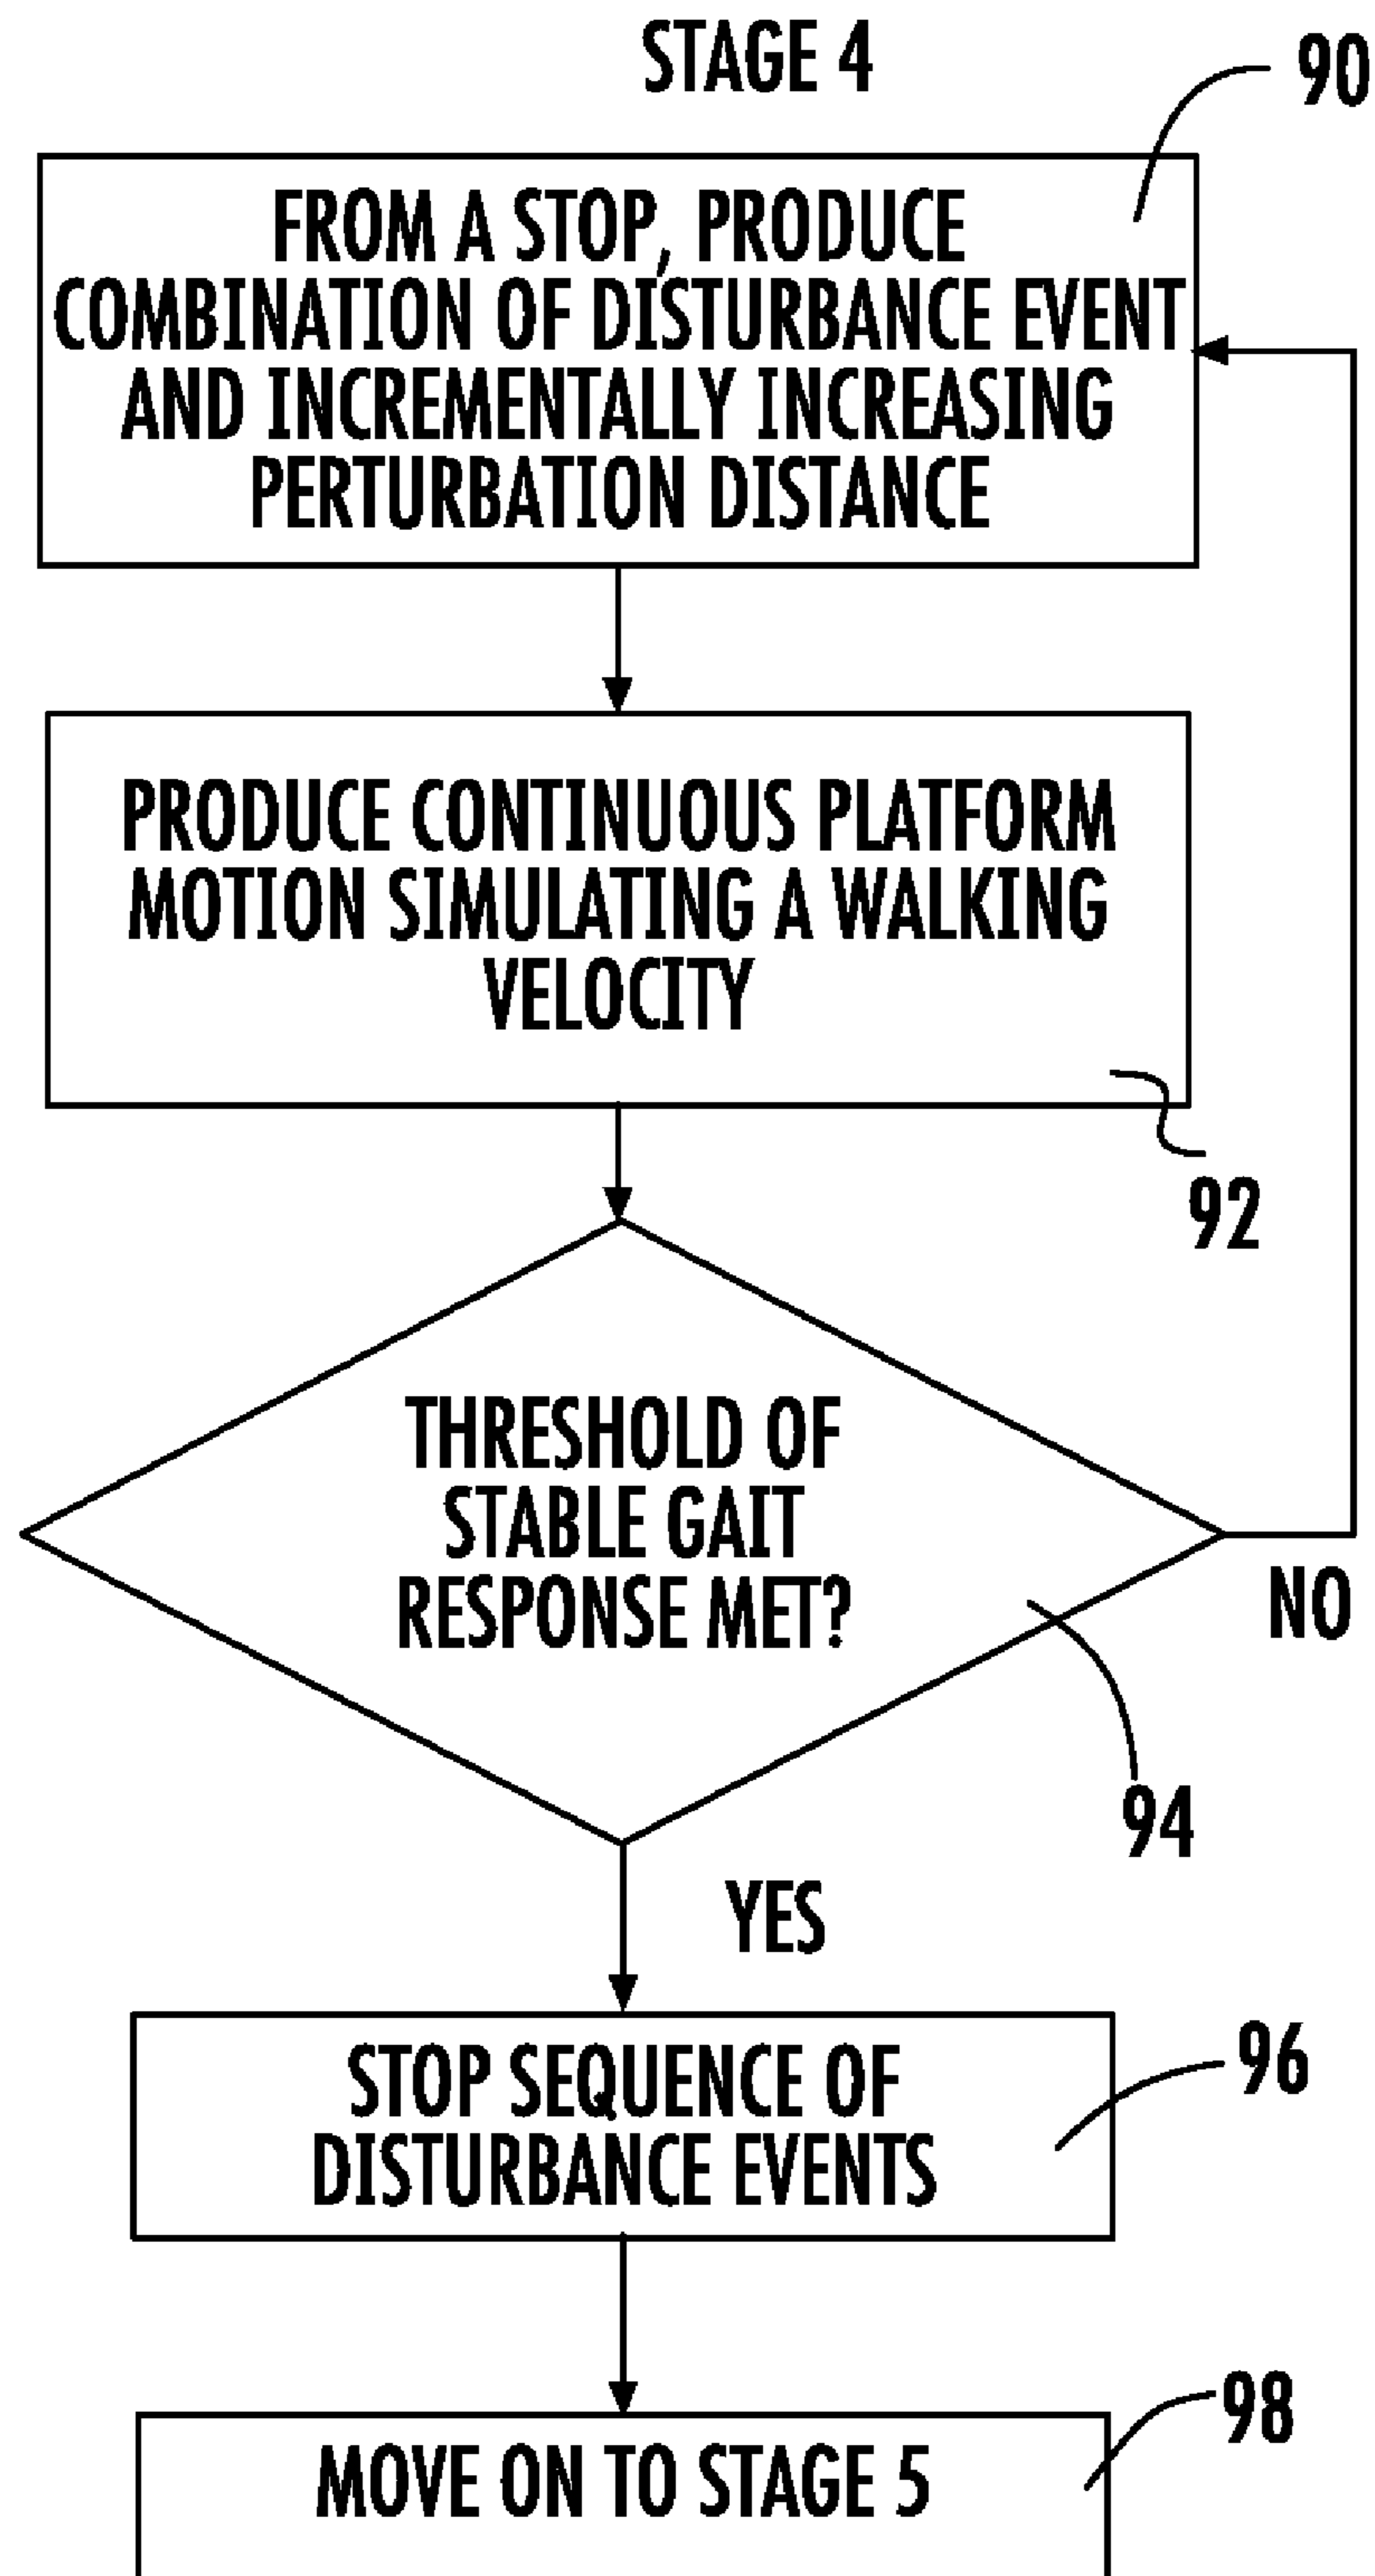 STAGE 4
90
FROM A STOP, PRODUCE
COMBINATION OF DISTURBANCE EVENT
AND INCREMENTALLY INCREASING
PERTURBATION DISTANCE
PRODUCE CONTINUOUS PLATFORM
MOTION SIMULATING A WALKING
VELOCITY
92
THRESHOLD OF
STABLE GAIT
RESPONSE MET?
NO
94
YES
STOP SEQUENCE OF
DISTURBANCE EVENTS
96
98
MOVE ON TO STAGE 5